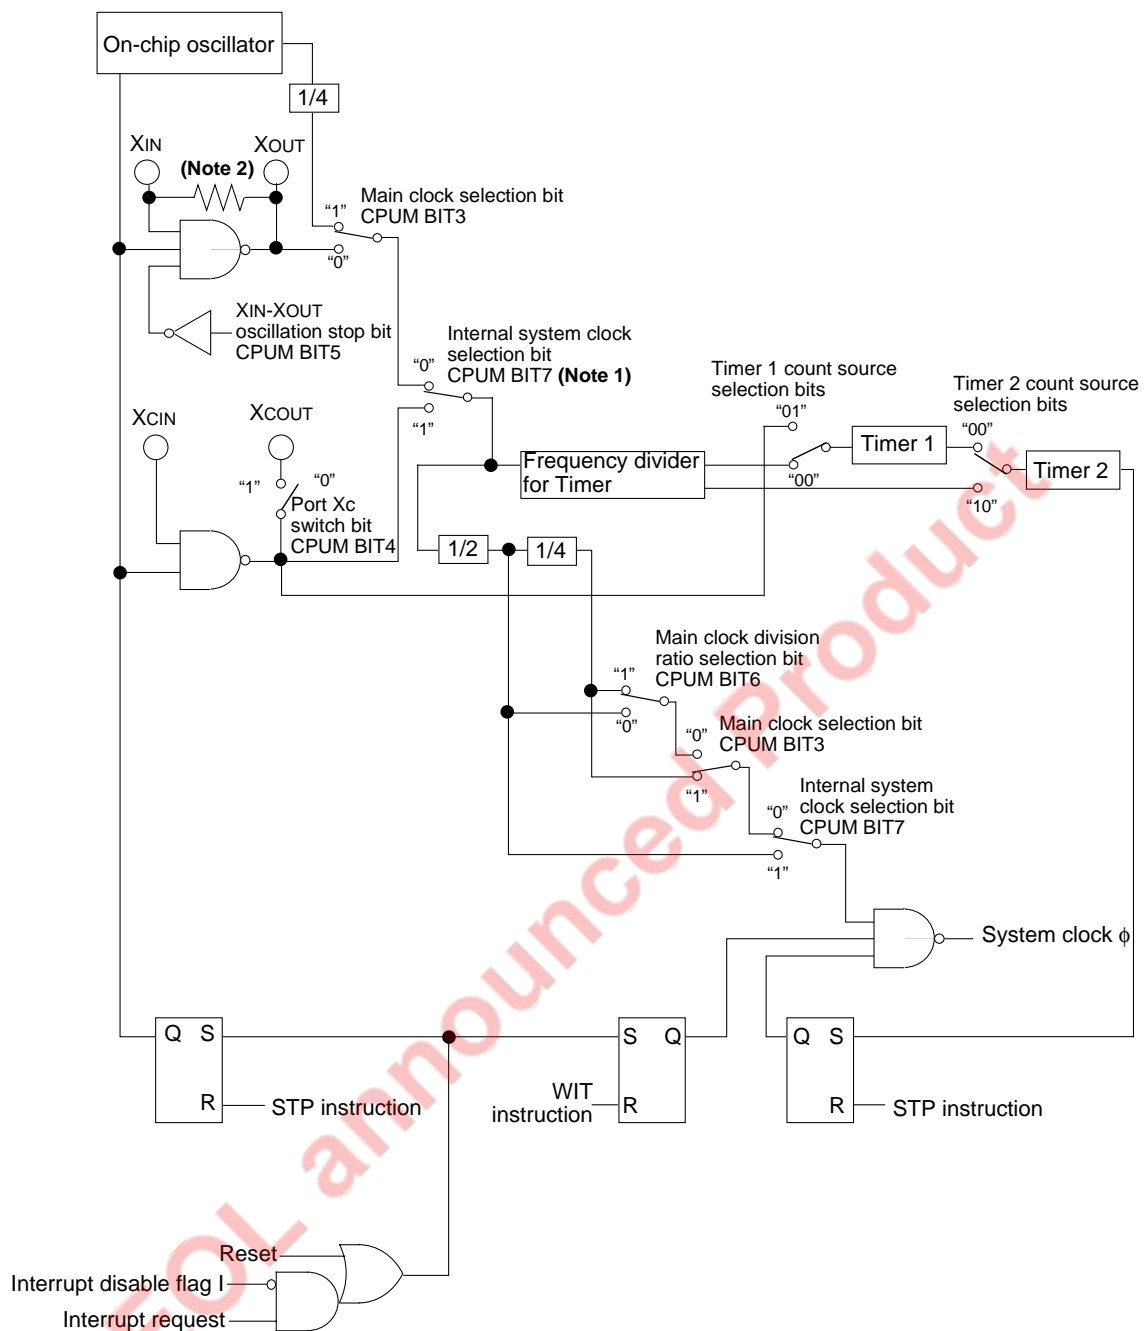 On-chip oscillator
1/4
XIN
XOUT
(Note 2)
Main clock selection bit
CPUM BIT3
“1”
“0”
XIN-XOUT
oscillation stop bit
CPUM BIT5
Internal system clock
selection bit
CPUM BIT7 (Note 1)
“0”
“1”
Timer 1 count source
selection bits
“01”
“00”
Timer 2 count source
selection bits
“00”
“10”
XCIN
XCOUT
“1”
“0”
Port Xc
switch bit
CPUM BIT4
Frequency divider
for Timer
Timer 1
Timer 2
1/2
1/4
Main clock division
ratio selection bit
CPUM BIT6
“1”
“0”
Main clock selection bit
CPUM BIT3
“0”
“1”
Internal system
clock selection bit
CPUM BIT7
“0”
“1”
System clock ϕ
Q S
R
STP instruction
S Q
R
WIT
instruction
Q S
R
STP instruction
Reset
Interrupt disable flag I
Interrupt request
EOL announced Product